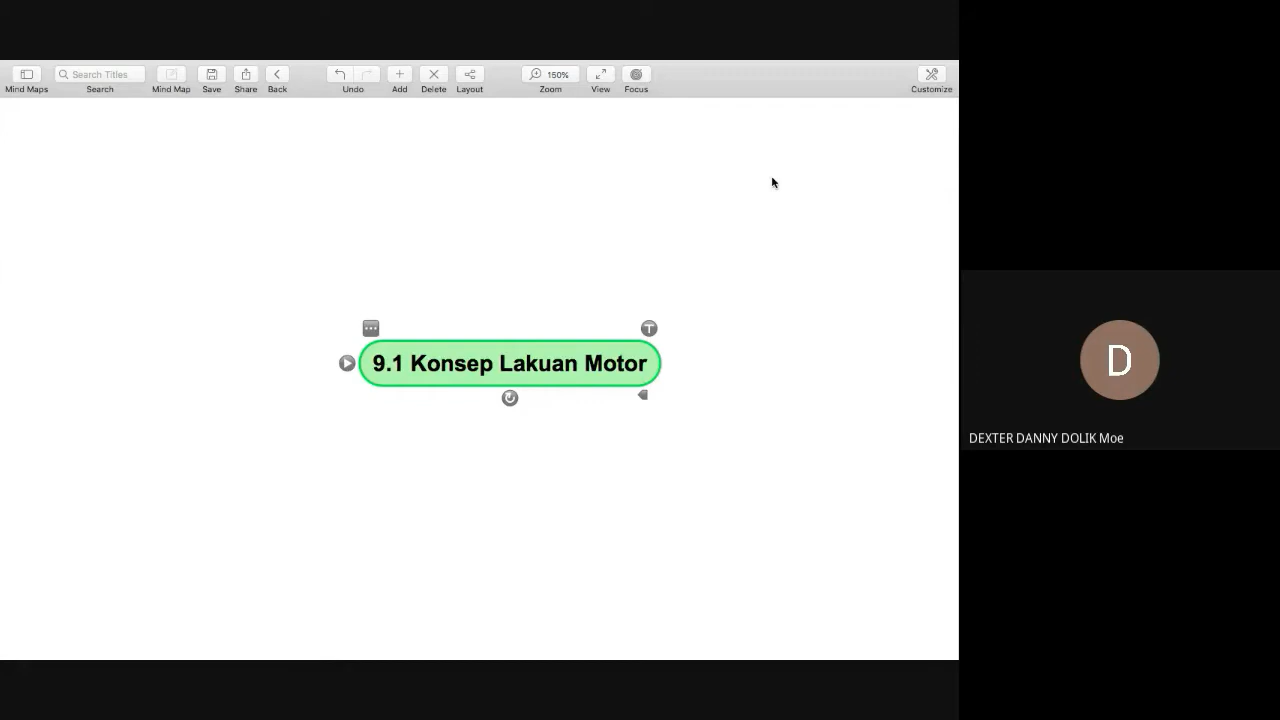 Search Titles
150%
Mind Maps Search Mind Map Save Share Back Undo Add Delete Layout Zoom View Focus Customize
T
9.1 Konsep Lakuan Motor
D
DEXTER DANNY DOLIK Moe